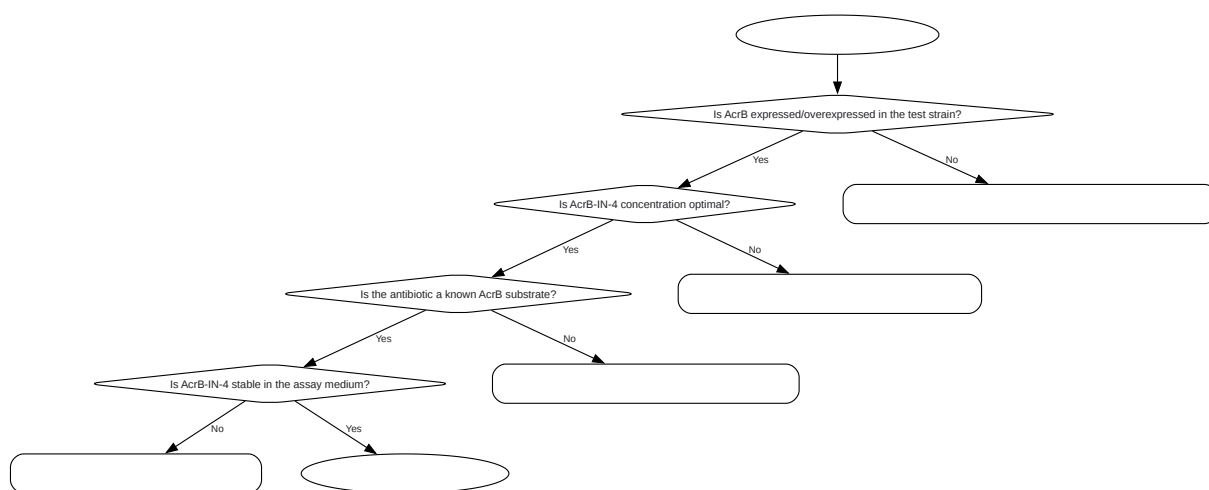 Is AcrB expressed/overexpressed in the test strain?
Yes
No
Is AcrB-IN-4 concentration optimal?
Yes
No
Is the antibiotic a known AcrB substrate?
Yes
No
Is AcrB-IN-4 stable in the assay medium?
No
Yes